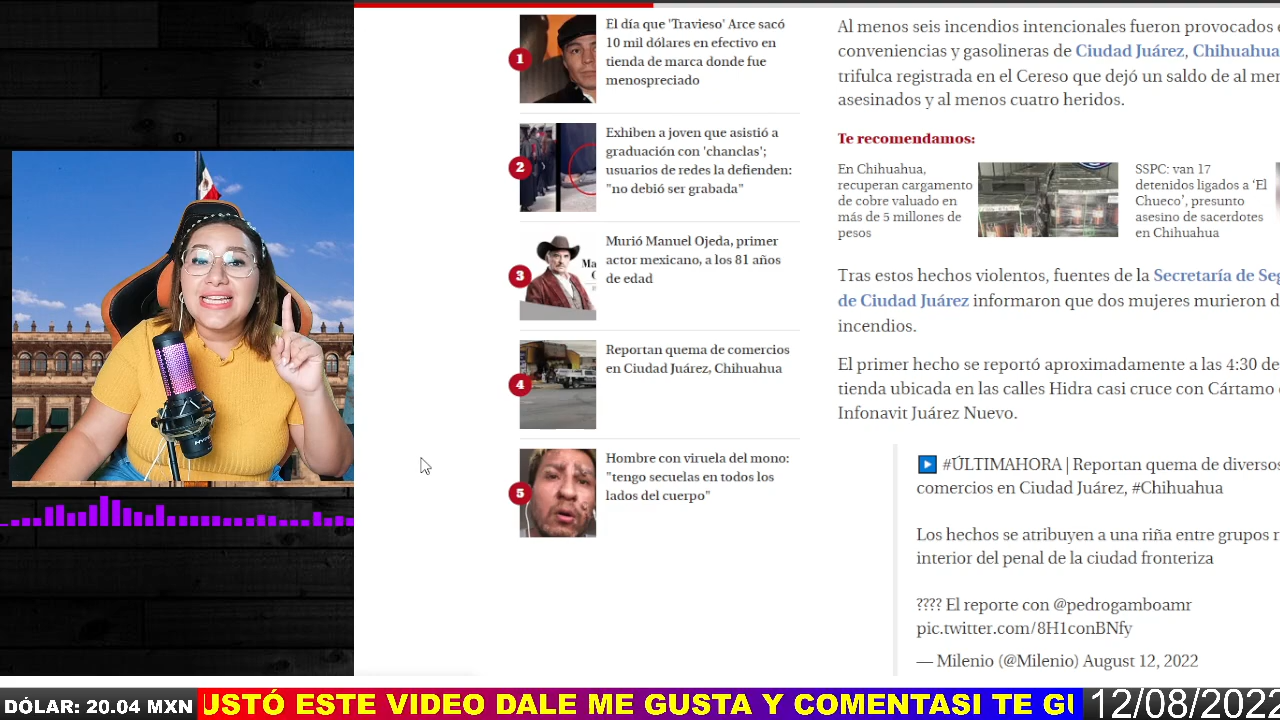 1
El día que 'Travieso' Arce sacó
10 mil dólares en efectivo en
tienda de marca donde fue
menospreciado
2
Exhiben a joven que asistió a
graduación con 'chanclas';
usuarios de redes la defienden:
"no debió ser grabada"
3
Murió Manuel Ojeda, primer
actor mexicano, a los 81 años
de edad
4
Reportan quema de comercios
en Ciudad Juárez, Chihuahua
5
Hombre con viruela del mono:
"tengo secuelas en todos los
lados del cuerpo"
Al menos seis incendios intencionales fueron provocados
conveniencias y gasolineras de Ciudad Juárez, Chihuahua
trifulca registrada en el Cereso que dejó un saldo de al
asesinados y al menos cuatro heridos.
Te recomendamos:
En Chihuahua,
recuperan cargamento
de cobre valuado en
más de 5 millones de
pesos
SSPC: van 17
detenidos ligados a 'El
Chueco', presunto
asesino de sacerdotes
en Chihuahua
Tras estos hechos violentos, fuentes de la Secretaría de
de Ciudad Juárez informaron que dos mujeres murieron
incendios.
El primer hecho se reportó aproximadamente a las 4:30 de
tienda ubicada en las calles Hidra casi cruce con Cártamo
Infonavit Juárez Nuevo.
#ÚLTIMAHORA | Reportan quema de diversos
comercios en Ciudad Juárez, #Chihuahua
Los hechos se atribuyen a una riña entre grupos
interior del penal de la ciudad fronteriza
???? El reporte con @pedrogamboamr
pic.twitter.com/8H1conBNfy
— Milenio (@Milenio) August 12, 2022
DÓLAR: 20.04 MXN
USTÓ ESTE VIDEO DALE ME GUSTA Y COMENTASI TE GU
12/08/2022